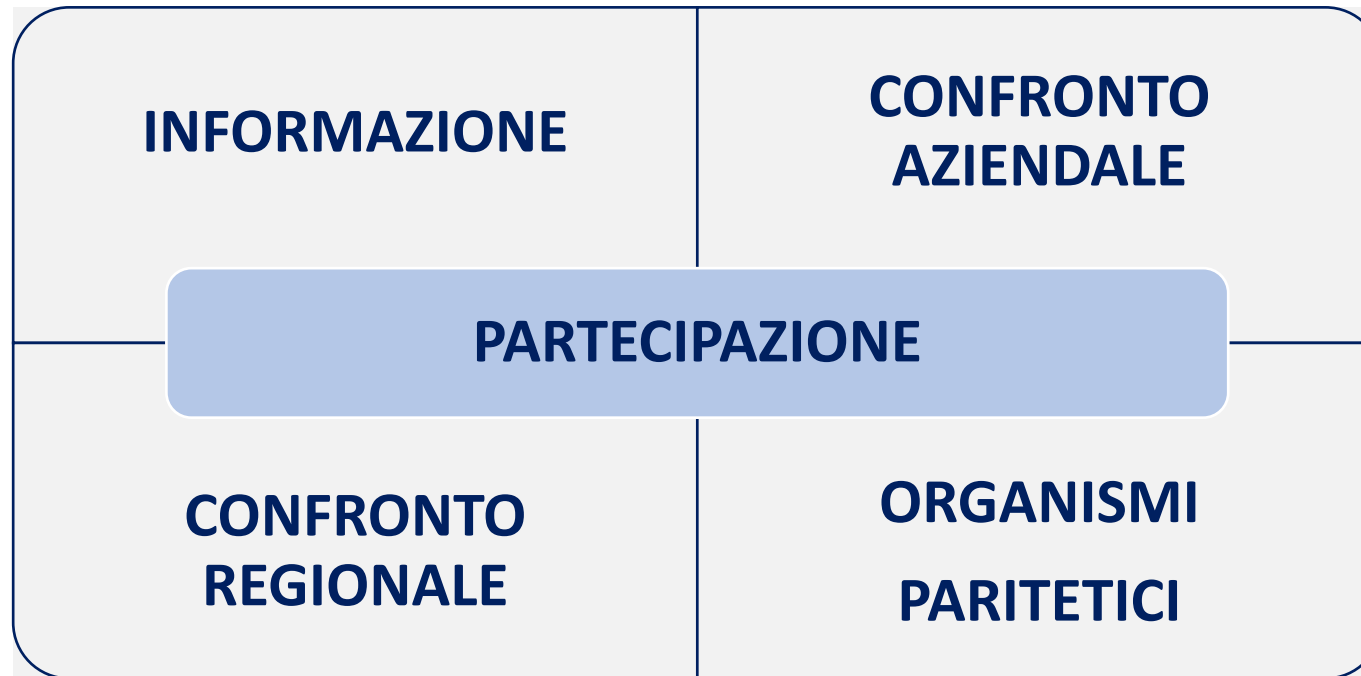 INFORMAZIONE
CONFRONTO
AZIENDALE
PARTECIPAZIONE
CONFRONTO
REGIONALE
ORGANISMI
PARITETICI